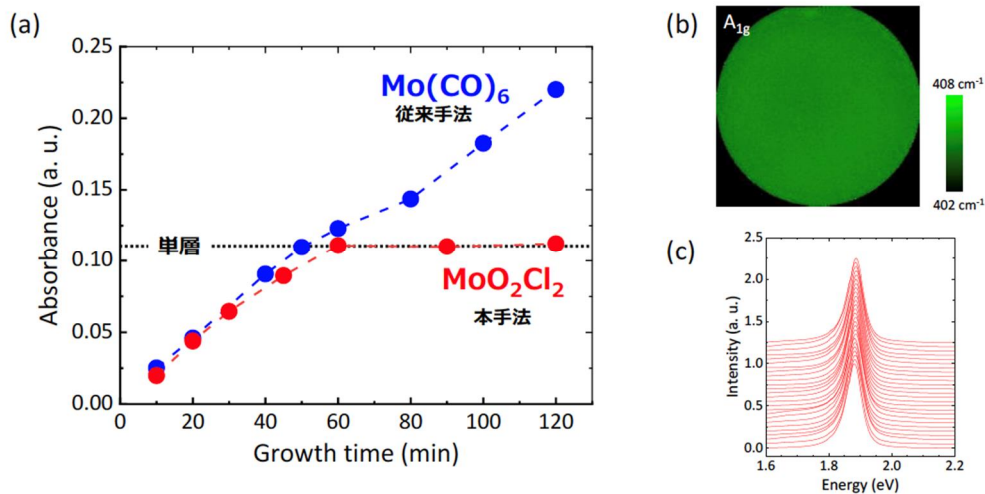 (a)
0.25
0.20
0.15
0.10
0.05
0.00
Absorbance (a. u.)
Mo(CO)6
従来手法
単層
MoO2Cl2
本手法
0 20 40 60 80 100 120
Growth time (min)
(b)
A1g
408 cm-1
402 cm-1
(c)
2.5
2.0
1.5
1.0
0.5
0.0
Intensity (a. u.)
1.6 1.8 2.0 2.2
Energy (eV)